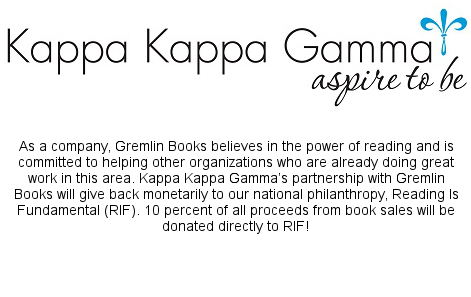 Kappa Kappa Gamma
aspire to be
As a company, Gremlin Books believes in the power of reading and is
committed to helping other organizations who are already doing great
work in this area. Kappa Kappa Gamma's partnership with Gremlin
Books will give back monetarily to our national philanthropy, Reading Is
Fundamental (RIF). 10 percent of all proceeds from book sales will be
donated directly to RIF!